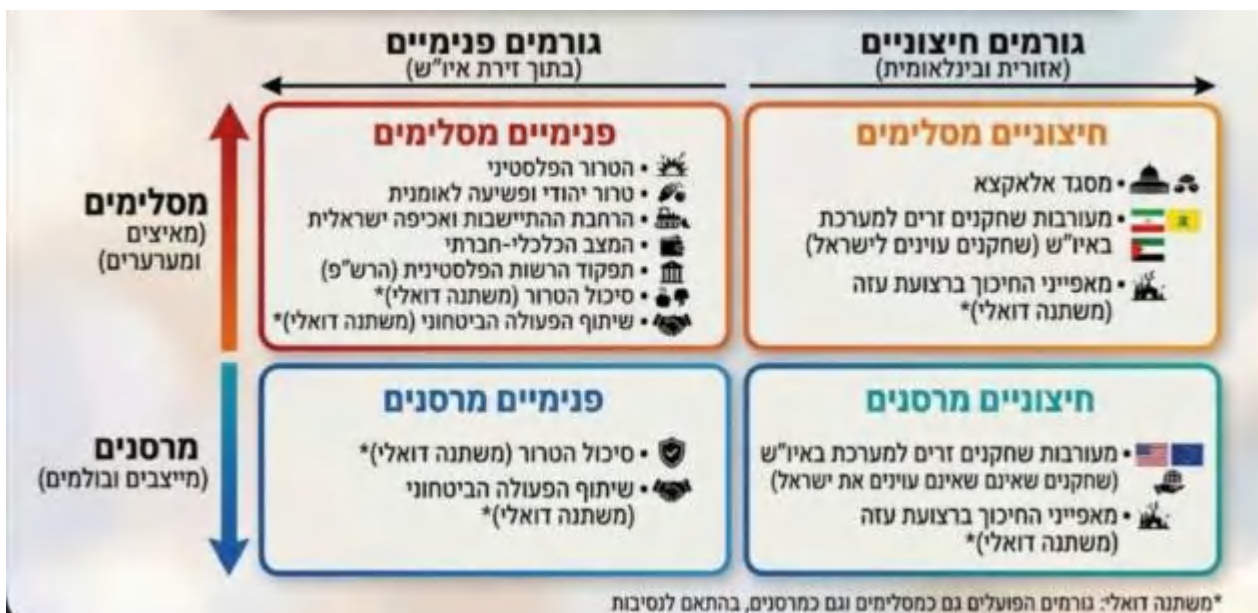 גורמים חיצוניים
(אזורית ובינלאומית)
גורמים פנימיים
(בתוך זירת איו"ש)
מסלימים
(מאיצים
ומערערים)
חיצוניים מסלימים
• מסגד אלאקצא
• מעורבות שחקנים זרים למערכת
באיו"ש (שחקנים עוינים לישראל)
• מאפייני החיכוך ברצועת עזה
(משתנה דואלי)*
פנימיים מסלימים
• הטרור הפלסטיני
• טרור יהודי ופשיעה לאומנית
• הרחבת ההתיישבות ואכיפה ישראלית
• המצב הכלכלי-חברתי
• תפקוד הרשות הפלסטינית (הרש"פ)
• סיכול הטרור (משתנה דואלי)*
• שיתוף הפעולה הביטחוני (משתנה דואלי)*
מרסנים
(מייצבים ובולמים)
חיצוניים מרסנים
• מעורבות שחקנים זרים למערכת באיו"ש
(שחקנים שאינם שאינם עוינים את ישראל)
• מאפייני החיכוך ברצועת עזה
(משתנה דואלי)*
פנימיים מרסנים
• סיכול הטרור (משתנה דואלי)*
• שיתוף הפעולה הביטחוני
(משתנה דואלי)*
*משתנה דואלי: גורמים הפועלים גם כמסלימים וגם כמרסנים, בהתאם לנסיבות